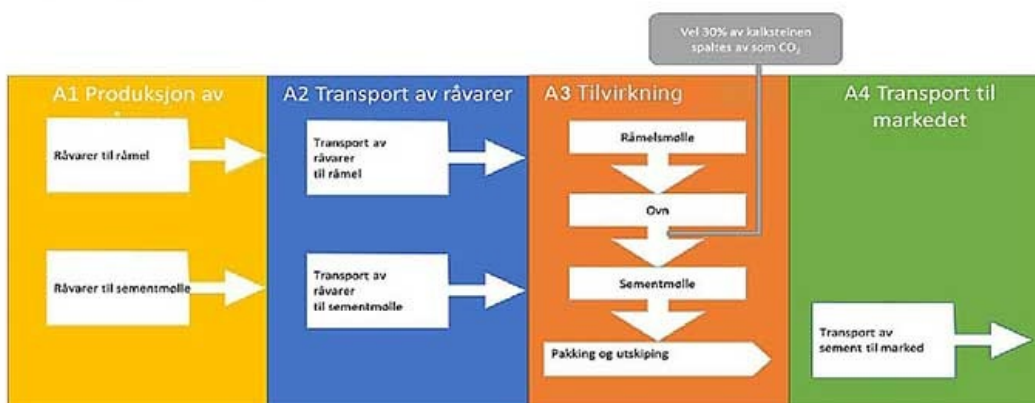 Vel 30% av kalksteinen
spaltes av som CO₂
A1 Produksjon av
Råvarer til råmel
Råvarer til sementmølle
A2 Transport av råvarer
Transport av
råvarer
til råmel
Transport av
råvarer
til sementmølle
A3 Tilvirkning
Råmelsmølle
Ovn
Sementmølle
Pakking og utskiping
A4 Transport til
markedet
Transport av
sement til marked